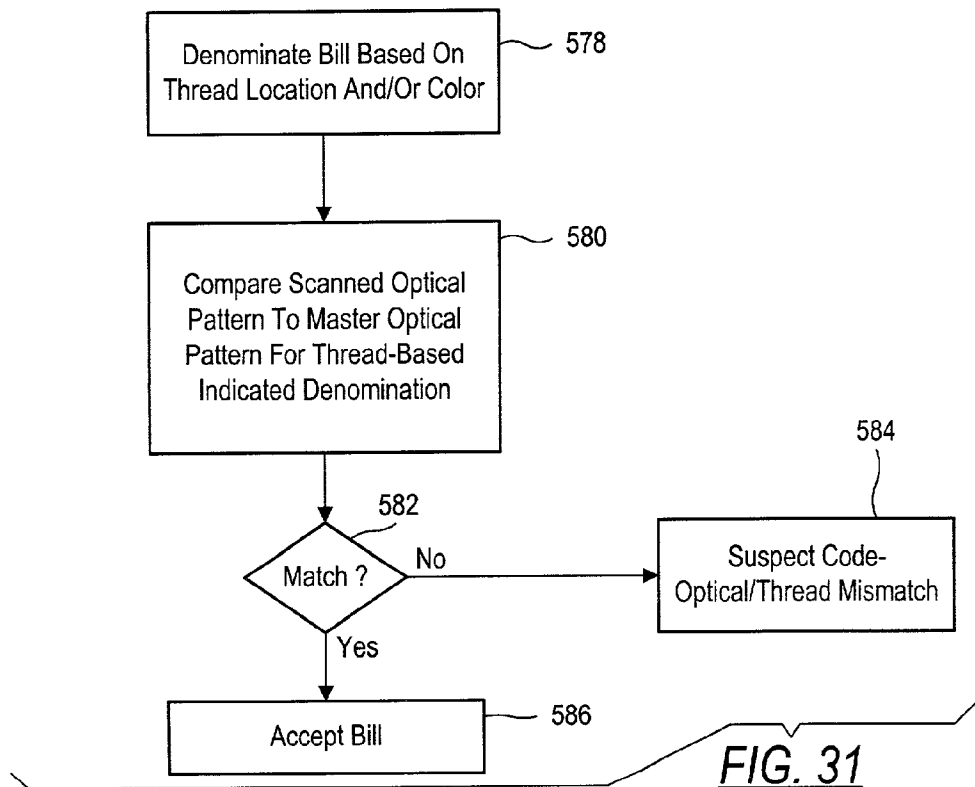 Denominate Bill Based On
Thread Location And/Or Color
578
Compare Scanned Optical
Pattern To Master Optical
Pattern For Thread-Based
Indicated Denomination
580
582
Match ?
No
Yes
584
Suspect Code-
Optical/Thread Mismatch
Accept Bill
586
FIG. 31